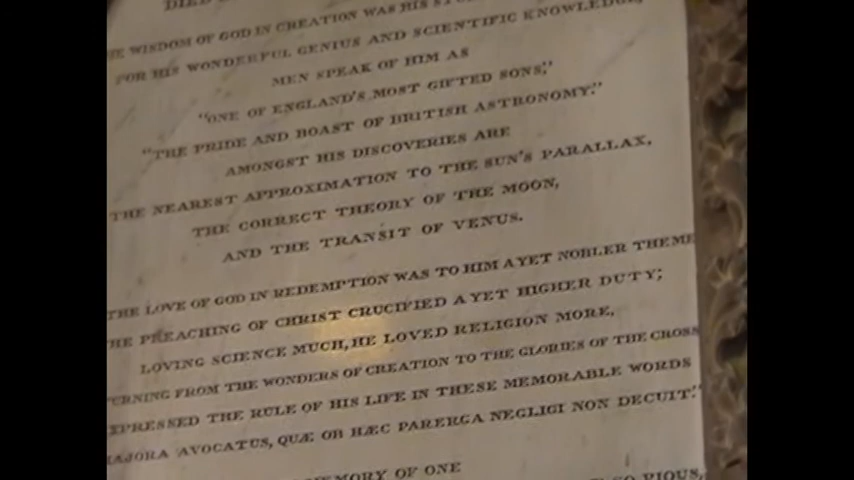 DIED
WISDOM OF GOD IN CREATION WAS HIS
FOR HIS WONDERFUL GENIUS AND SCIENTIFIC KNOWLEDGE,
MEN SPEAK OF HIM AS
"ONE OF ENGLAND'S MOST GIFTED SONS,"
"THE PRIDE AND BOAST OF BRITISH ASTRONOMY."
AMONGST HIS DISCOVERIES ARE
THE NEAREST APPROXIMATION TO THE SUN'S PARALLAX,
THE CORRECT THEORY OF THE MOON,
AND THE TRANSIT OF VENUS.
THE LOVE OF GOD IN REDEMPTION WAS TO HIM A YET NOBLER THEME
THE PREACHING OF CHRIST CRUCIFIED A YET HIGHER DUTY;
LOVING SCIENCE MUCH, HE LOVED RELIGION MORE,
FROM THE WONDERS OF CREATION TO THE GLORIES OF THE CROSS
THE RULE OF HIS LIFE IN THESE MEMORABLE WORDS
MAJORA AVOCATUS, QUÆ OB HÆC PARERGA NEGLIGI NON DECUIT."
OF ONE
SO PIOUS,